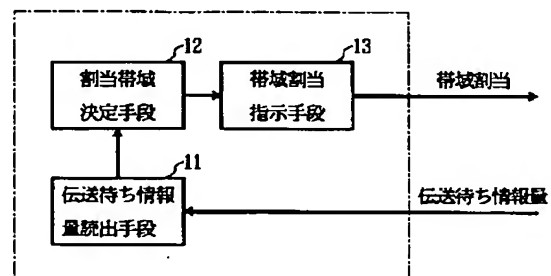 12
割当帯域
決定手段
13
帯域割当
指示手段
帯域割当
11
伝送待ち情報
量読出手段
伝送待ち情報量